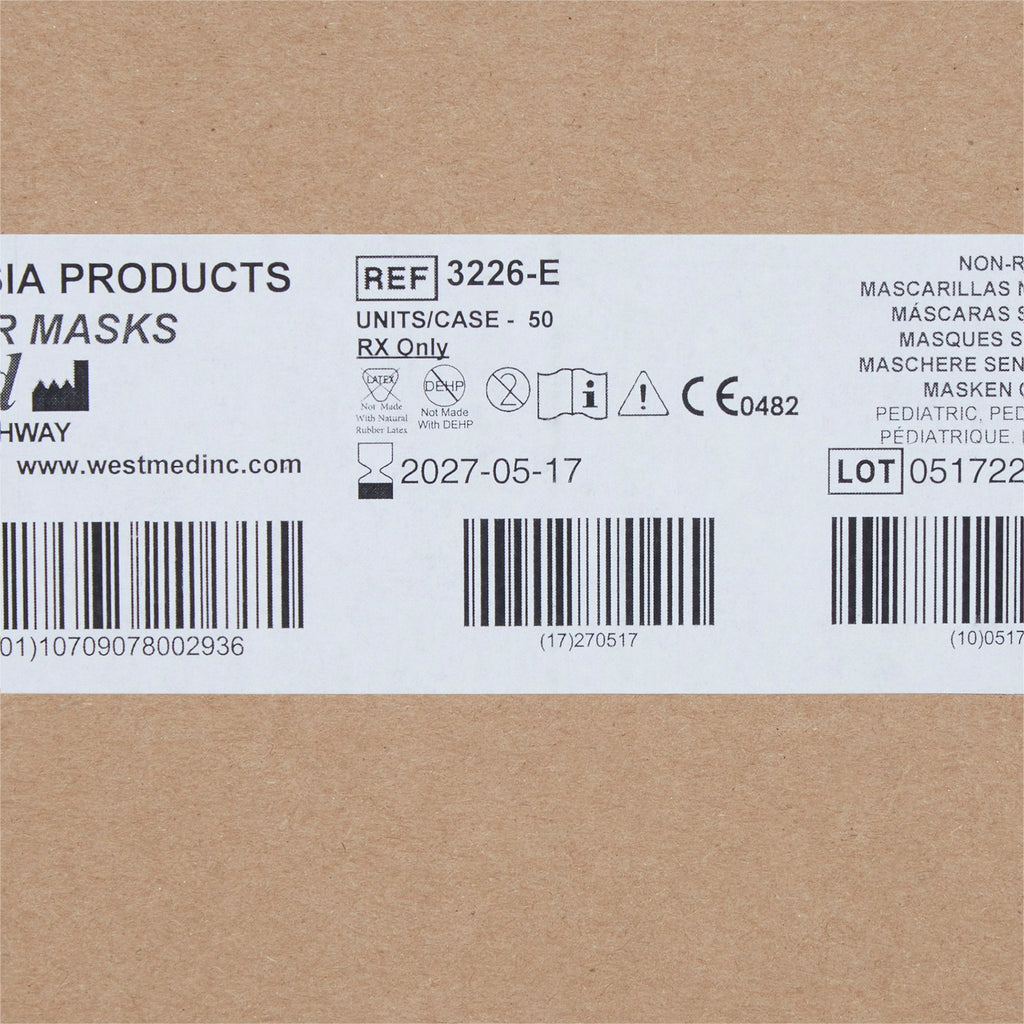 SIA PRODUCTS
R MASKS
HWAY
www.westmedinc.com
(01)10709078002936
REF 3226-E
UNITS/CASE - 50
RX Only
LATEX
Not Made
With Natural
Rubber Latex
DEHP
Not Made
With DEHP
2
i
!
CE0482
2027-05-17
(17)270517
NON-R
MASCARILLAS N
MÁSCARAS S
MASQUES S
MASCHERE SEN
MASKEN
PEDIATRIC, PED
PÉDIATRIQUE.
LOT 051722
(10)0517